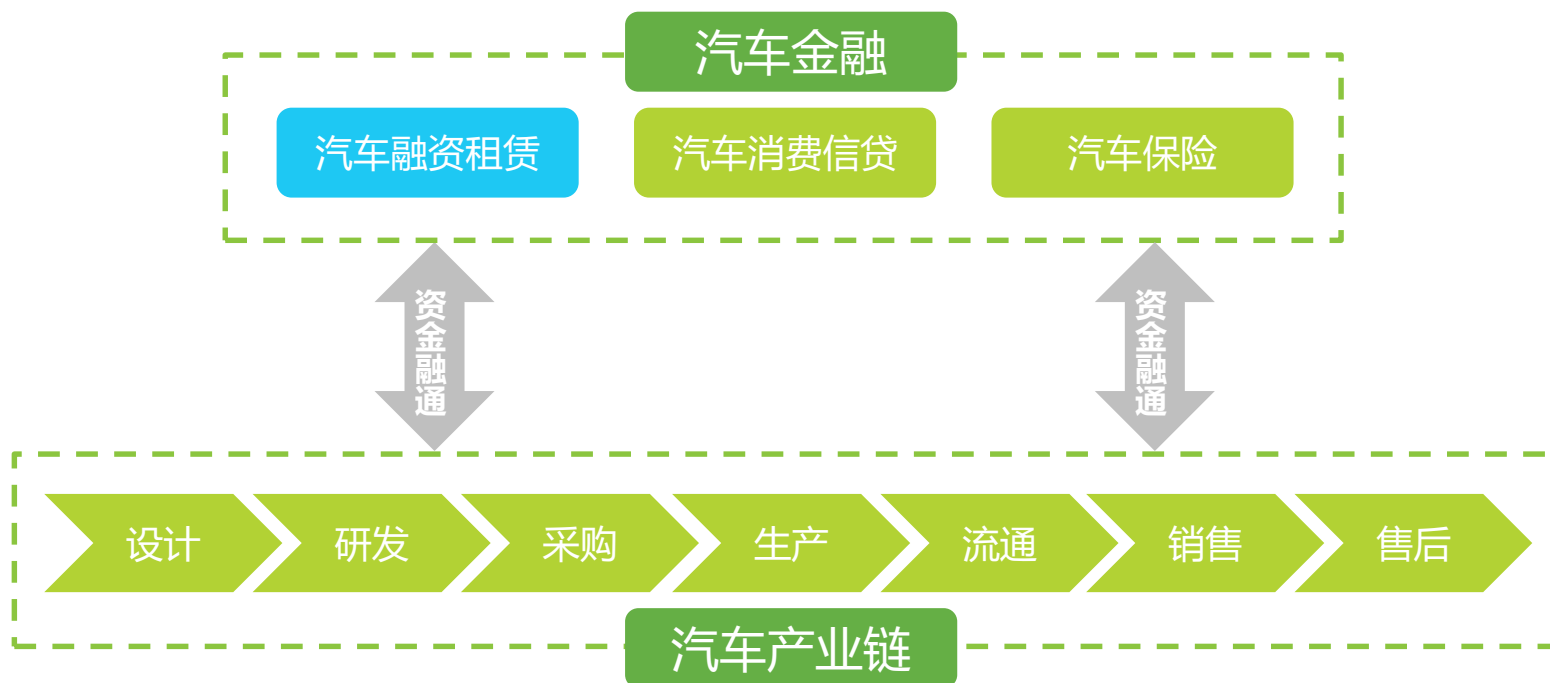 汽车金融
汽车融资租赁
汽车消费信贷
汽车保险
资金融通
资金融通
设计
研发
采购
生产
流通
销售
售后
汽车产业链